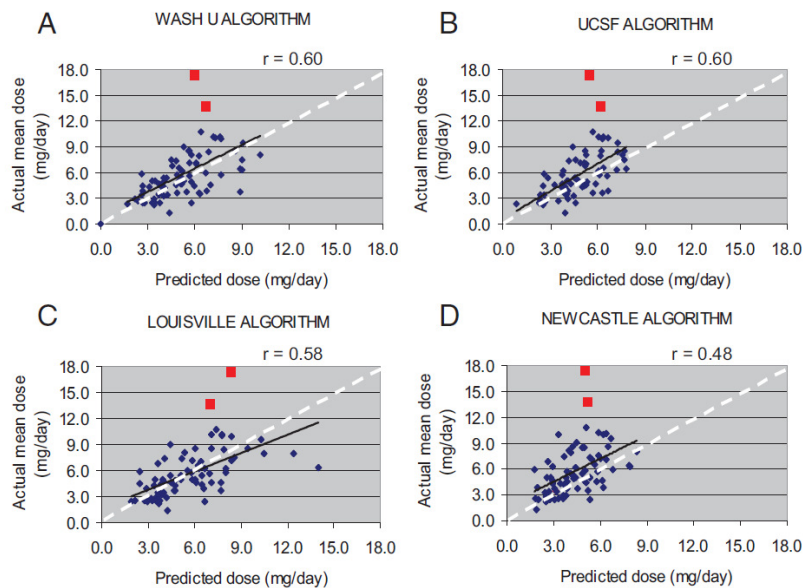 A
WASH U ALGORITHM
r = 0.60
Actual mean dose
(mg/day)
18.0
15.0
12.0
9.0
6.0
3.0
0.0
0.0 3.0 6.0 9.0 12.0 15.0 18.0
Predicted dose (mg/day)
B
UCSF ALGORITHM
r = 0.60
Actual mean dose
(mg/day)
18.0
15.0
12.0
9.0
6.0
3.0
0.0
0.0 3.0 6.0 9.0 12.0 15.0 18.0
Predicted dose (mg/day)
C
LOUISVILLE ALGORITHM
r = 0.58
Actual mean dose
(mg/day)
18.0
15.0
12.0
9.0
6.0
3.0
0.0
0.0 3.0 6.0 9.0 12.0 15.0 18.0
Predicted dose (mg/day)
D
NEWCASTLE ALGORITHM
r = 0.48
Actual mean dose
(mg/day)
18.0
15.0
12.0
9.0
6.0
3.0
0.0
0.0 3.0 6.0 9.0 12.0 15.0 18.0
Predicted dose (mg/day)